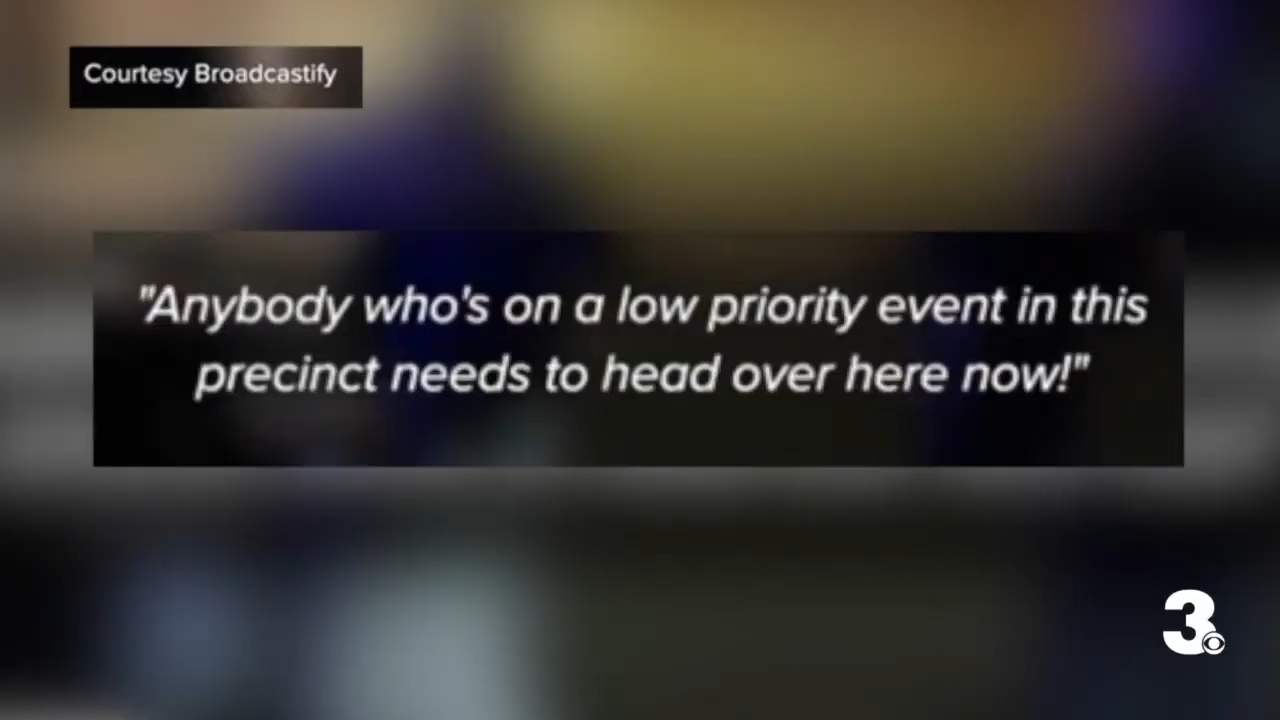 Courtesy Broadcastify
"Anybody who's on a low priority event in this
precinct needs to head over here now!"
3